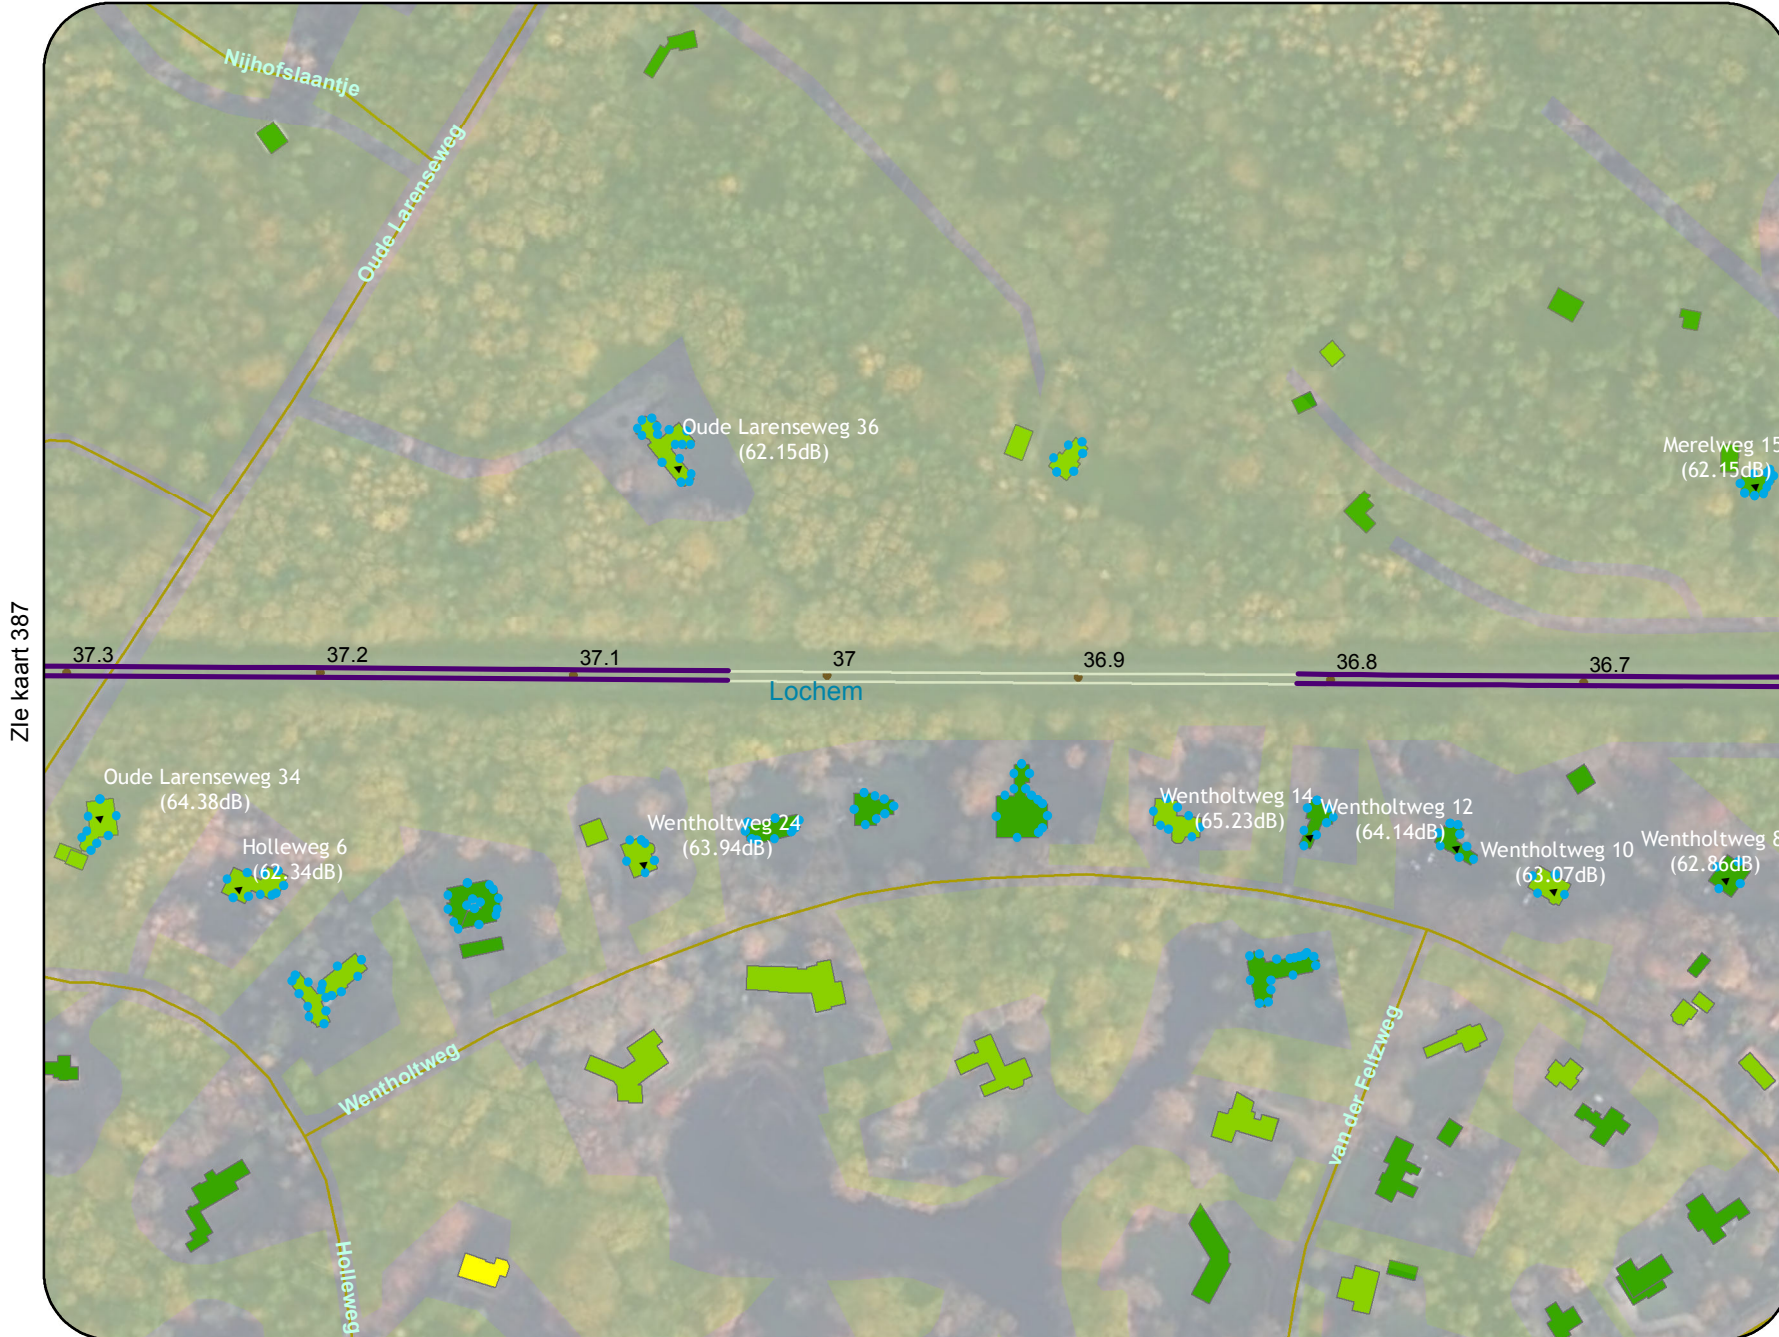 Nijhofslaantje
Oude Larenseweg
Oude Larenseweg 36
(62.15dB)
Merelweg 15
(62.15dB)
ZIe kaart 387
37.3
37.2
37.1
37
36.9
36.8
36.7
Lochem
Oude Larenseweg 34
(64.38dB)
Holleweg 6
(62.34dB)
Wentholtweg 24
(63.94dB)
Wentholtweg 14
(65.23dB)
Wentholtweg 12
(64.14dB)
Wentholtweg 10
(63.07dB)
Wentholtweg 8
(62.86dB)
Wentholtweg
van der Feltzweg
Holleweg